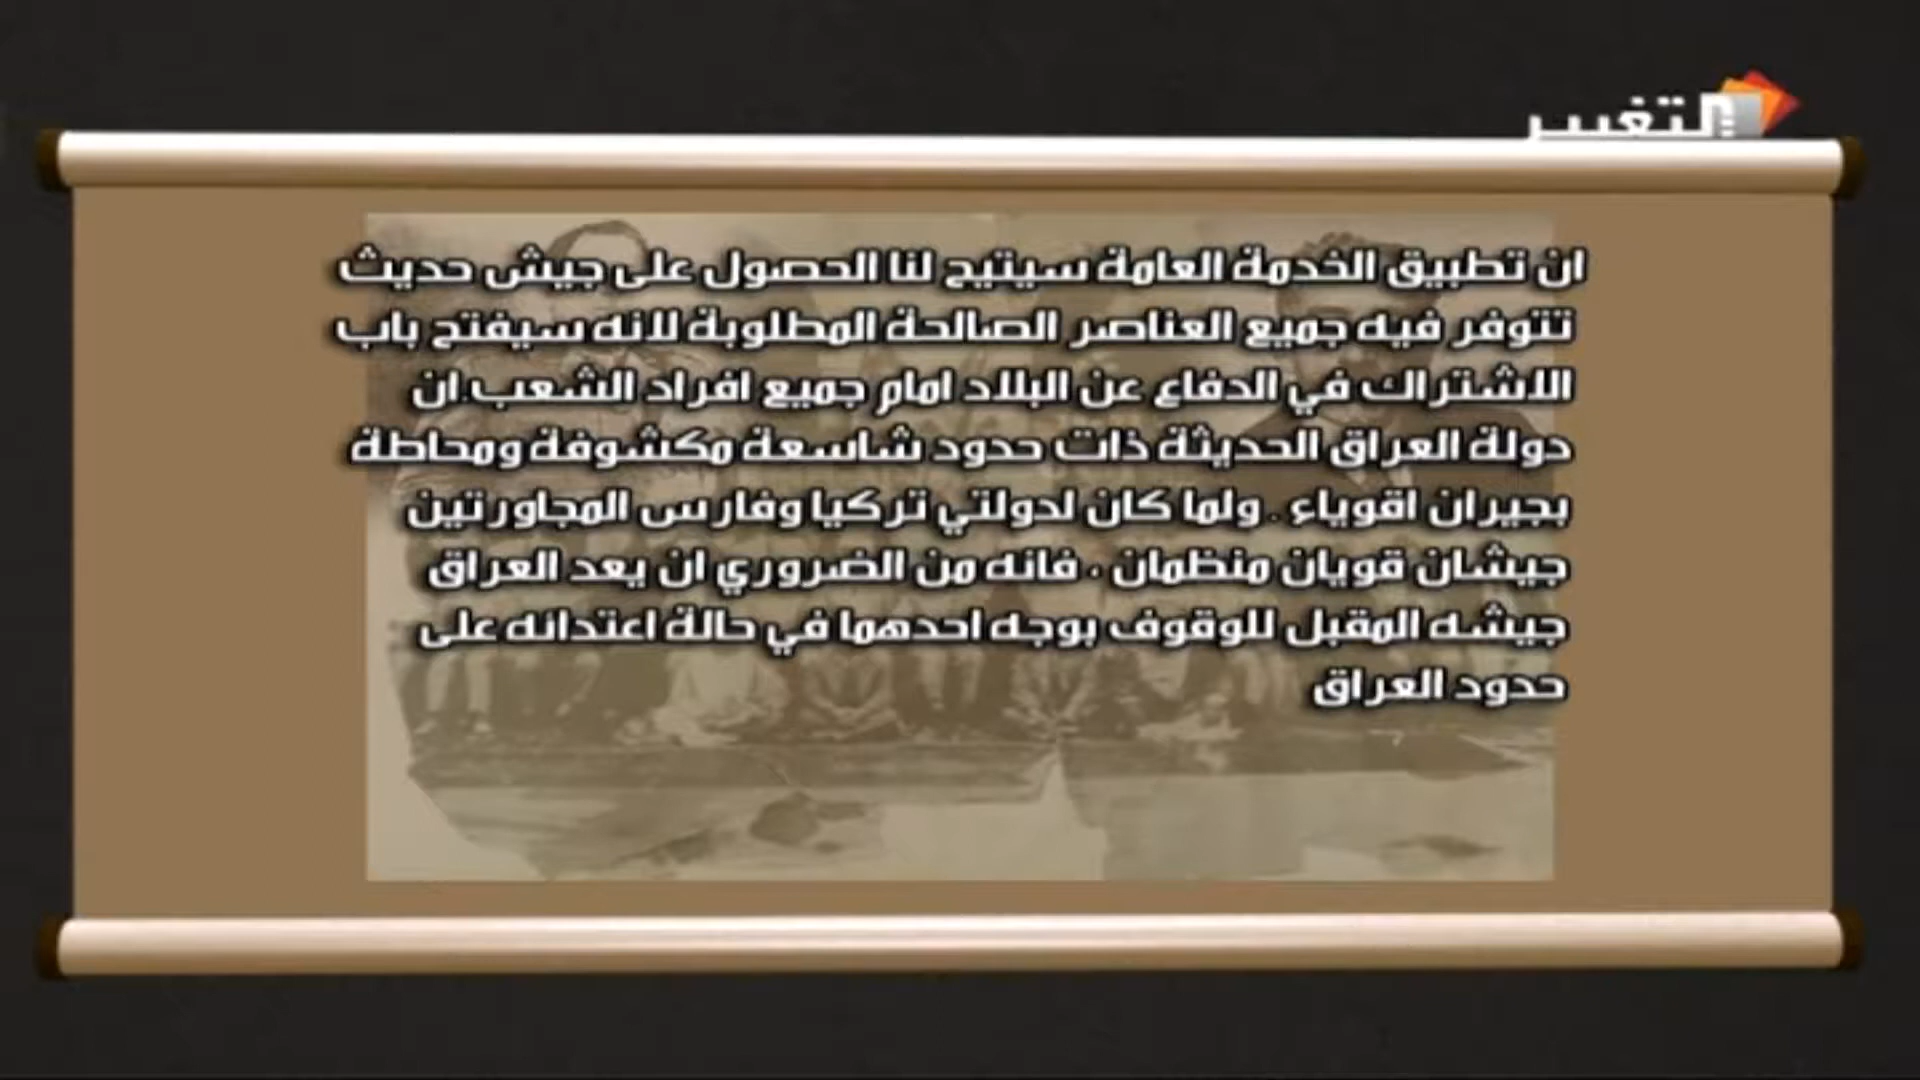 التغيير
ان تطبيق الخدمة العامة سيتيح لنا الحصول على جيش حديث
تتوفر فيه جميع العناصر الصالحة المطلوبة لانه سيفتح باب
الاشتراك في الدفاع عن البلاد امام جميع افراد الشعب.ان
دولة العراق الحديثة ذات حدود شاسعة مكشوفة ومحاطة
بجيران اقوياء . ولما كان لدولتي تركيا وفارس المجاورتين
جيشان قويان منظمان ، فانه من الضروري ان يعد العراق
جيشه المقبل للوقوف بوجه احدهما في حالة اعتدائه على
حدود العراق